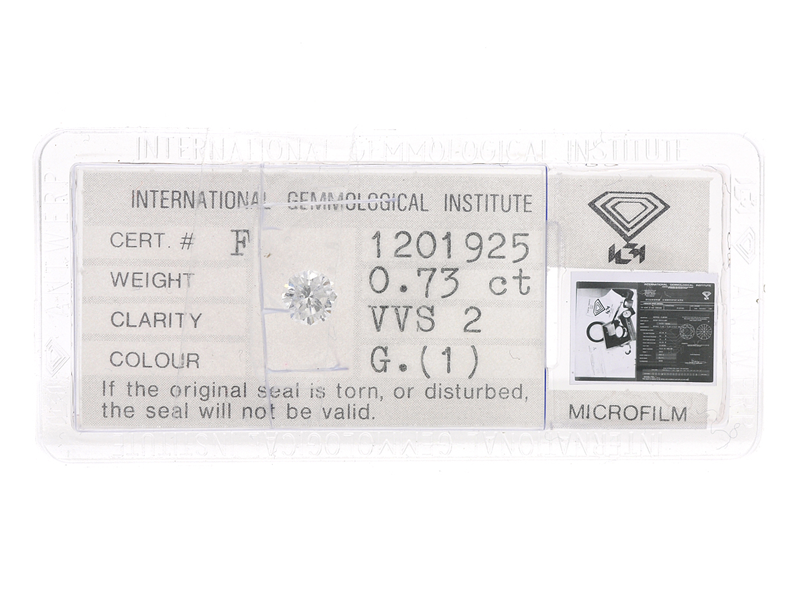 INTERNATIONAL GEMMOLOGICAL INSTITUTE
INTERNATIONAL GEMMOLOGICAL INSTITUTE
CERT. # F 1201925
WEIGHT 0.73 ct
CLARITY VVS 2
COLOUR G.(1)
If the original seal is torn, or disturbed,
the seal will not be valid.
MICROFILM